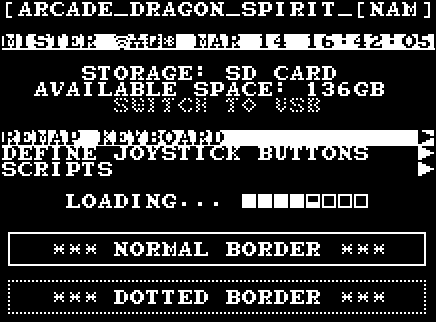 [ARCADE_DRAGON_SPIRIT_[NAM]
MISTER MAR 14 16:42:05
STORAGE: SD CARD
AVAILABLE SPACE: 136GB
SWITCH TO USB
REMAP KEYBOARD
DEFINE JOYSTICK BUTTONS
SCRIPTS
LOADING...
*** NORMAL BORDER ***
*** DOTTED BORDER ***